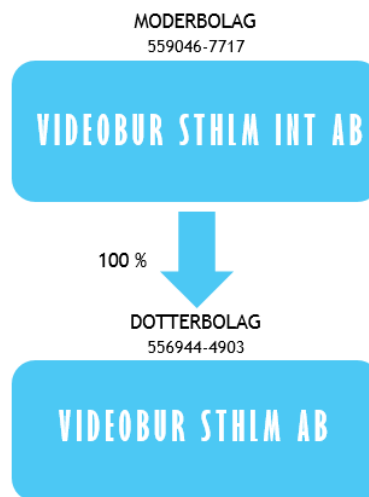 MODERBOLAG
559046-7717
VIDEOBUR STHLM INT AB
100 %
DOTTERBOLAG
556944-4903
VIDEOBUR STHLM AB